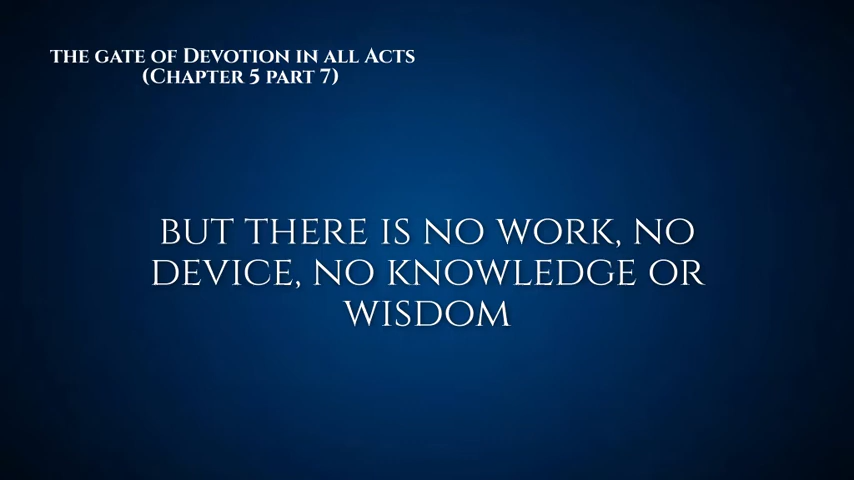 the gate of Devotion in all Acts
(Chapter 5 part 7)
but there is no work, no
device, no knowledge or
wisdom